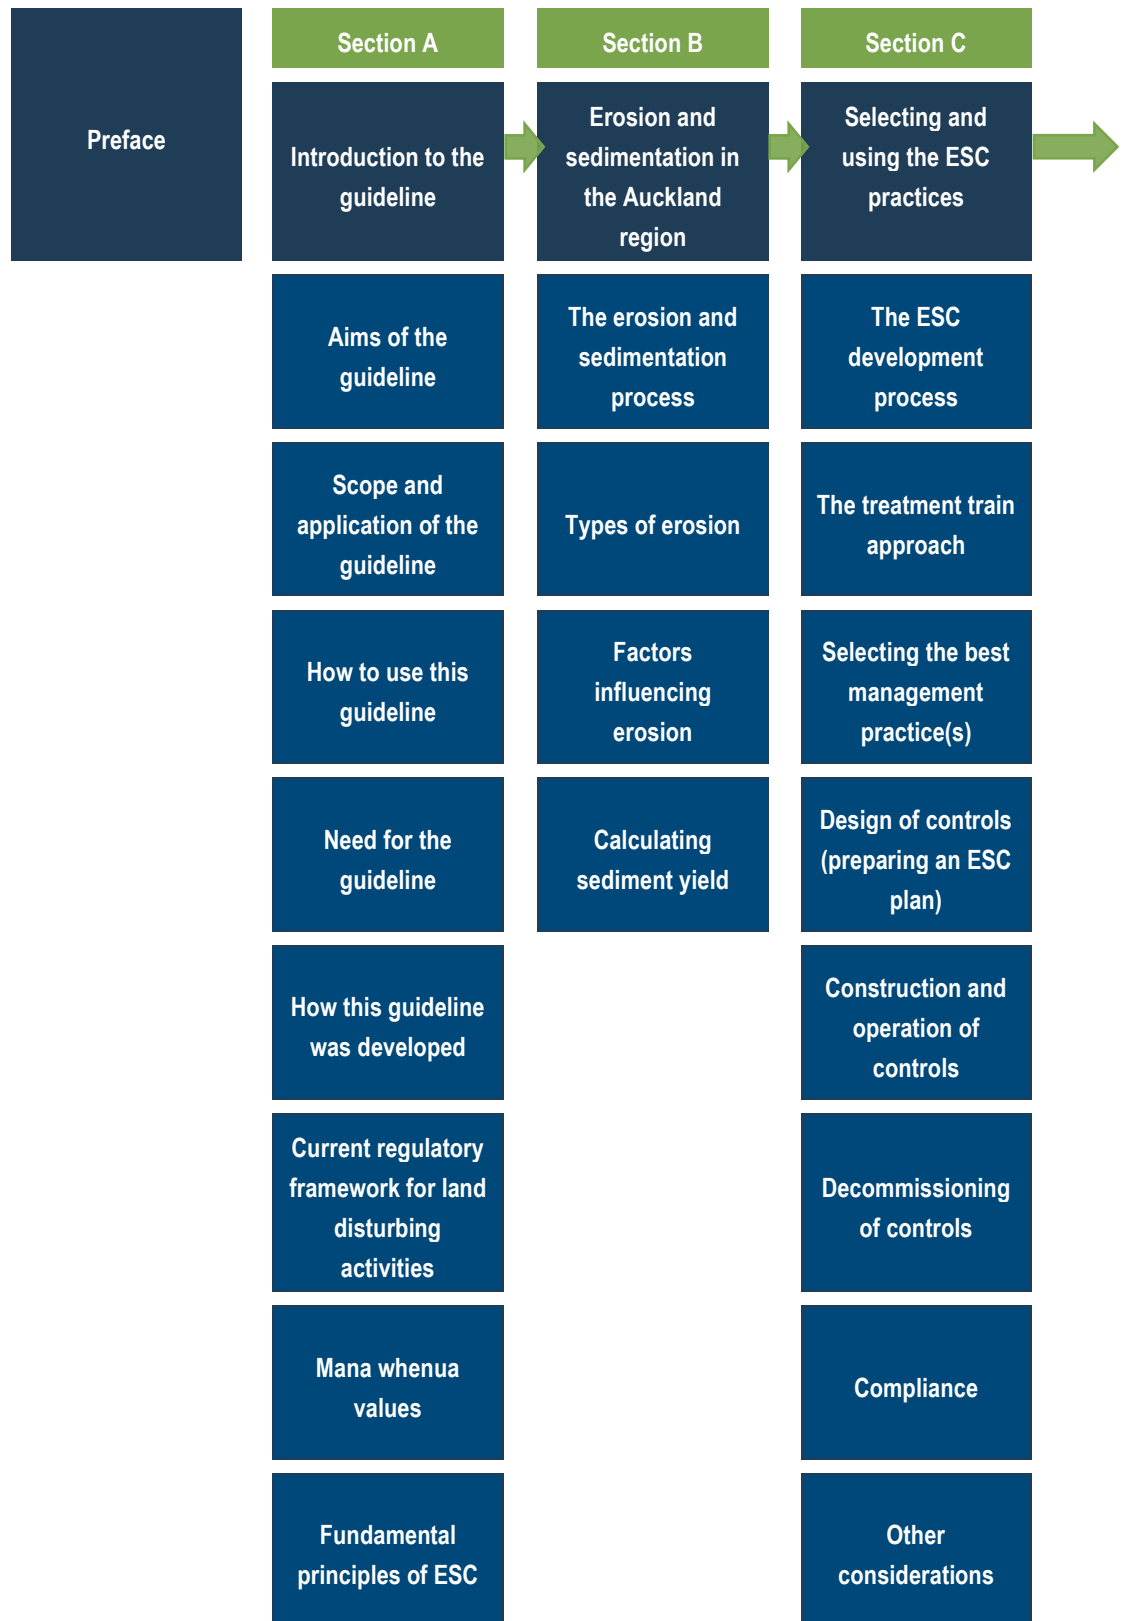 Preface
Section A
Introduction to the
guideline
Aims of the
guideline
Scope and
application of the
guideline
How to use this
guideline
Need for the
guideline
How this guideline
was developed
Current regulatory
framework for land
disturbing
activities
Mana whenua
values
Fundamental
principles of ESC
Section B
Erosion and
sedimentation in
the Auckland
region
The erosion and
sedimentation
process
Types of erosion
Factors
influencing
erosion
Calculating
sediment yield
Section C
Selecting and
using the ESC
practices
The ESC
development
process
The treatment train
approach
Selecting the best
management
practice(s)
Design of controls
(preparing an ESC
plan)
Construction and
operation of
controls
Decommissioning
of controls
Compliance
Other
considerations